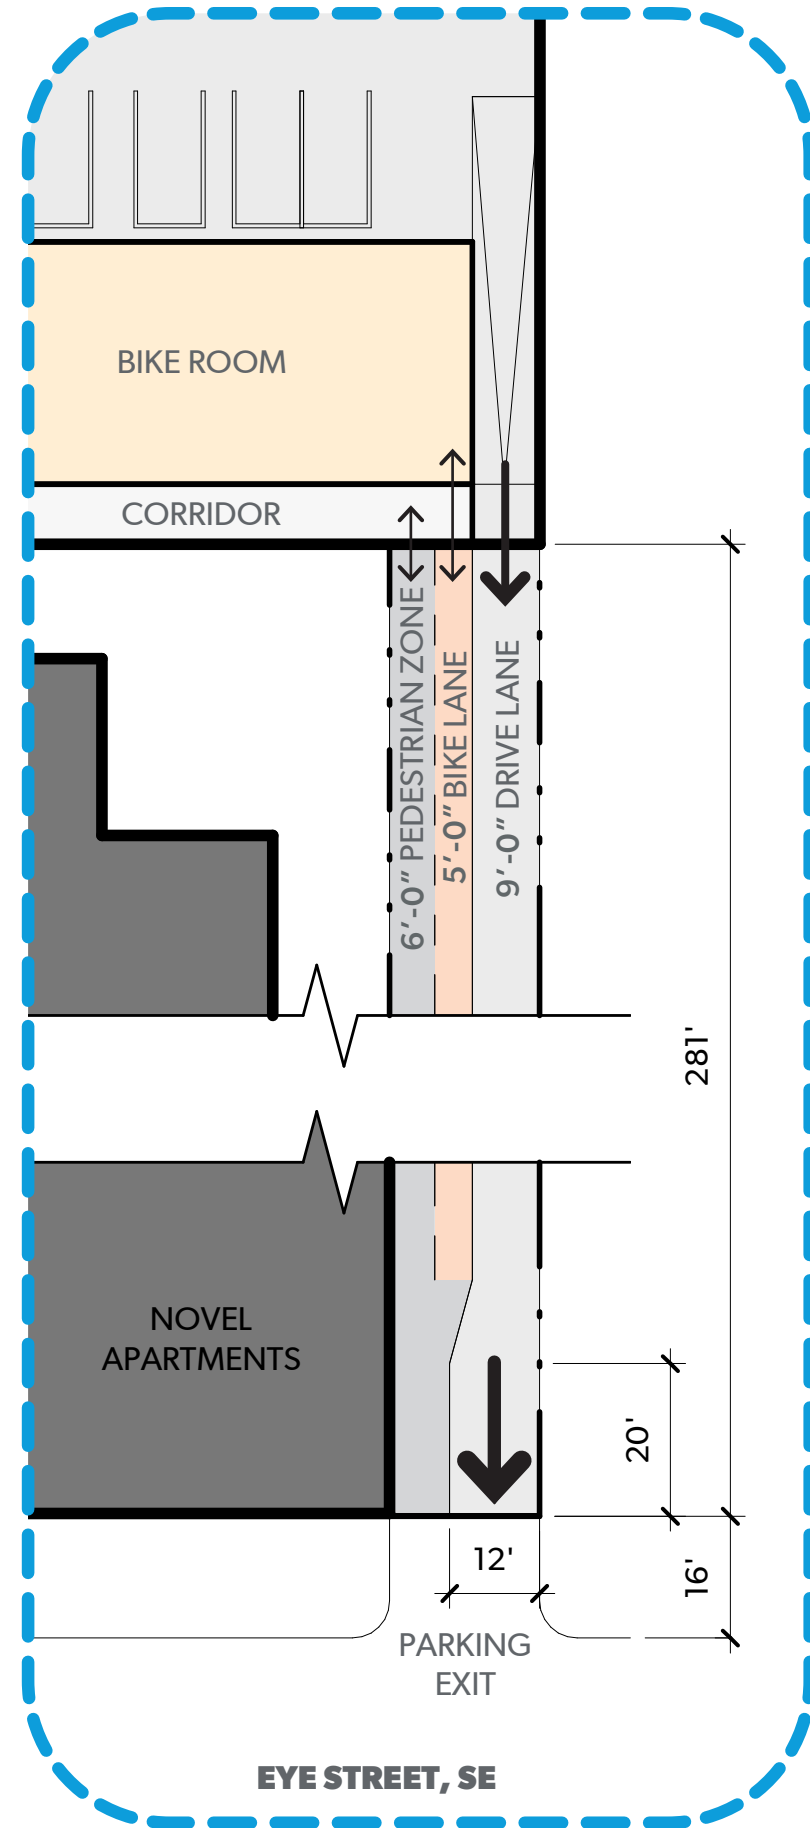 BIKE ROOM
CORRIDOR
6'-0" PEDESTRIAN ZONE
5'-0" BIKE LANE
9'-0" DRIVE LANE
281'
NOVEL
APARTMENTS
20'
12'
16'
PARKING
EXIT
EYE STREET, SE